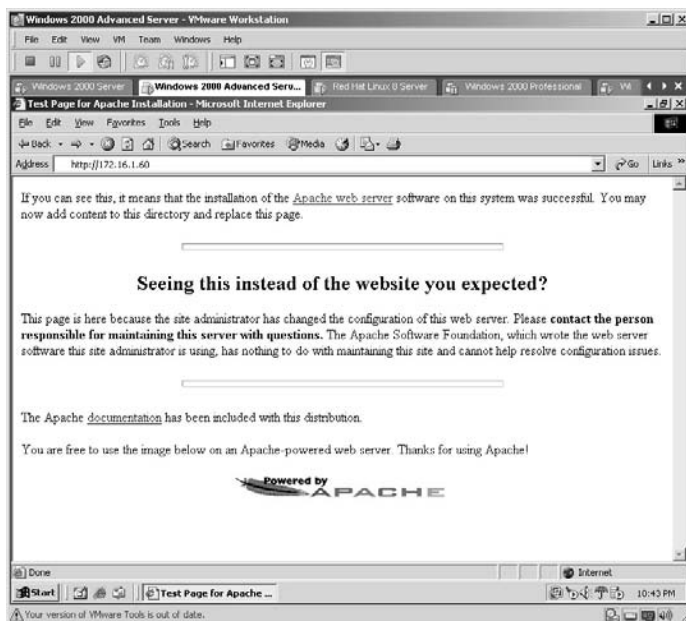 Windows 2000 Advanced Server - VMware Workstation
File Edit View VM Team Windows Help
Windows 2000 Server Windows 2000 Advanced Serv... Red Hat Linux 8 Server Windows 2000 Professional Wi
Test Page for Apache Installation - Microsoft Internet Explorer
File Edit View Favorites Tools Help
Back Search Favorites Media
Address http://172.16.1.60 Go Links »
If you can see this, it means that the installation of the Apache web server software on this system was successful. You may
now add content to this directory and replace this page.
Seeing this instead of the website you expected?
This page is here because the site administrator has changed the configuration of this web server. Please contact the person
responsible for maintaining this server with questions. The Apache Software Foundation, which wrote the web server
software this site administrator is using, has nothing to do with maintaining this site and cannot help resolve configuration issues.
The Apache documentation has been included with this distribution.
You are free to use the image below on an Apache-powered web server. Thanks for using Apache!
Powered by
APACHE
Done Internet
Start Test Page for Apache ... 10:43 PM
Your version of VMware Tools is out of date.